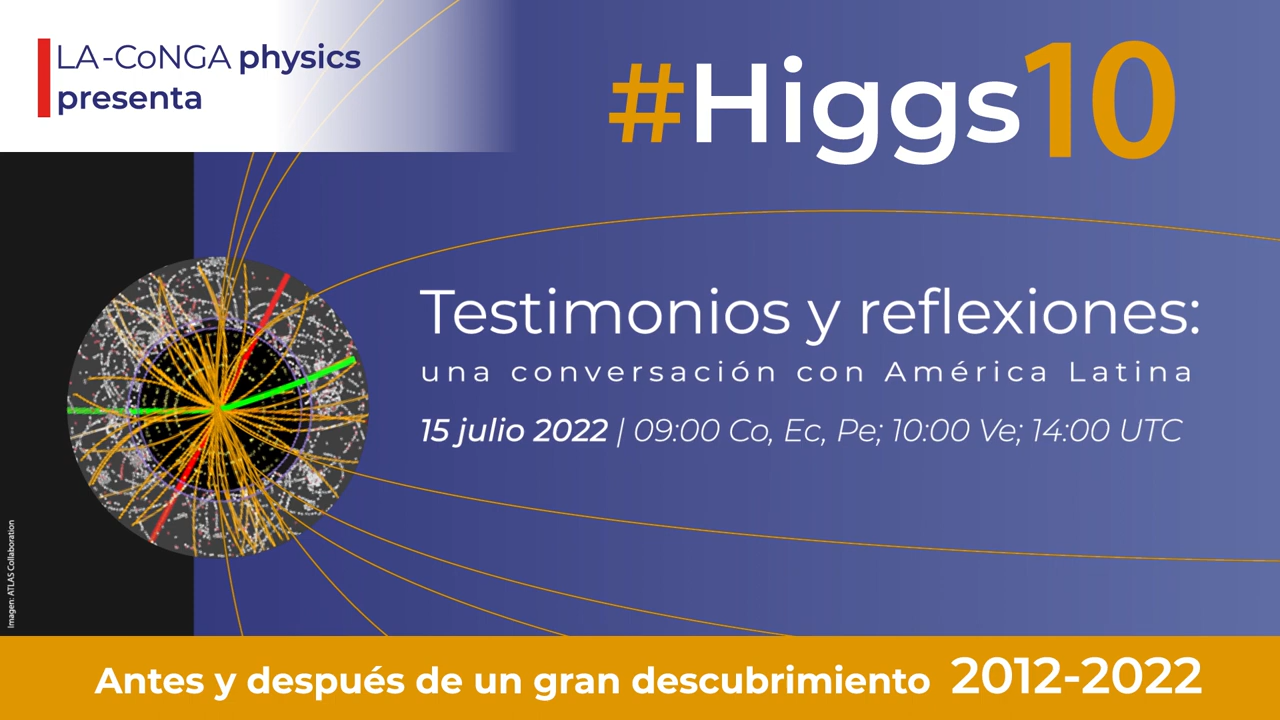 LA-CoNGA physics
presenta
#Higgs10
Testimonios y reflexiones:
una conversación con América Latina
15 julio 2022 | 09:00 Co, Ec, Pe; 10:00 Ve; 14:00 UTC
Imagen: ATLAS Collaboration
Antes y después de un gran descubrimiento 2012-2022